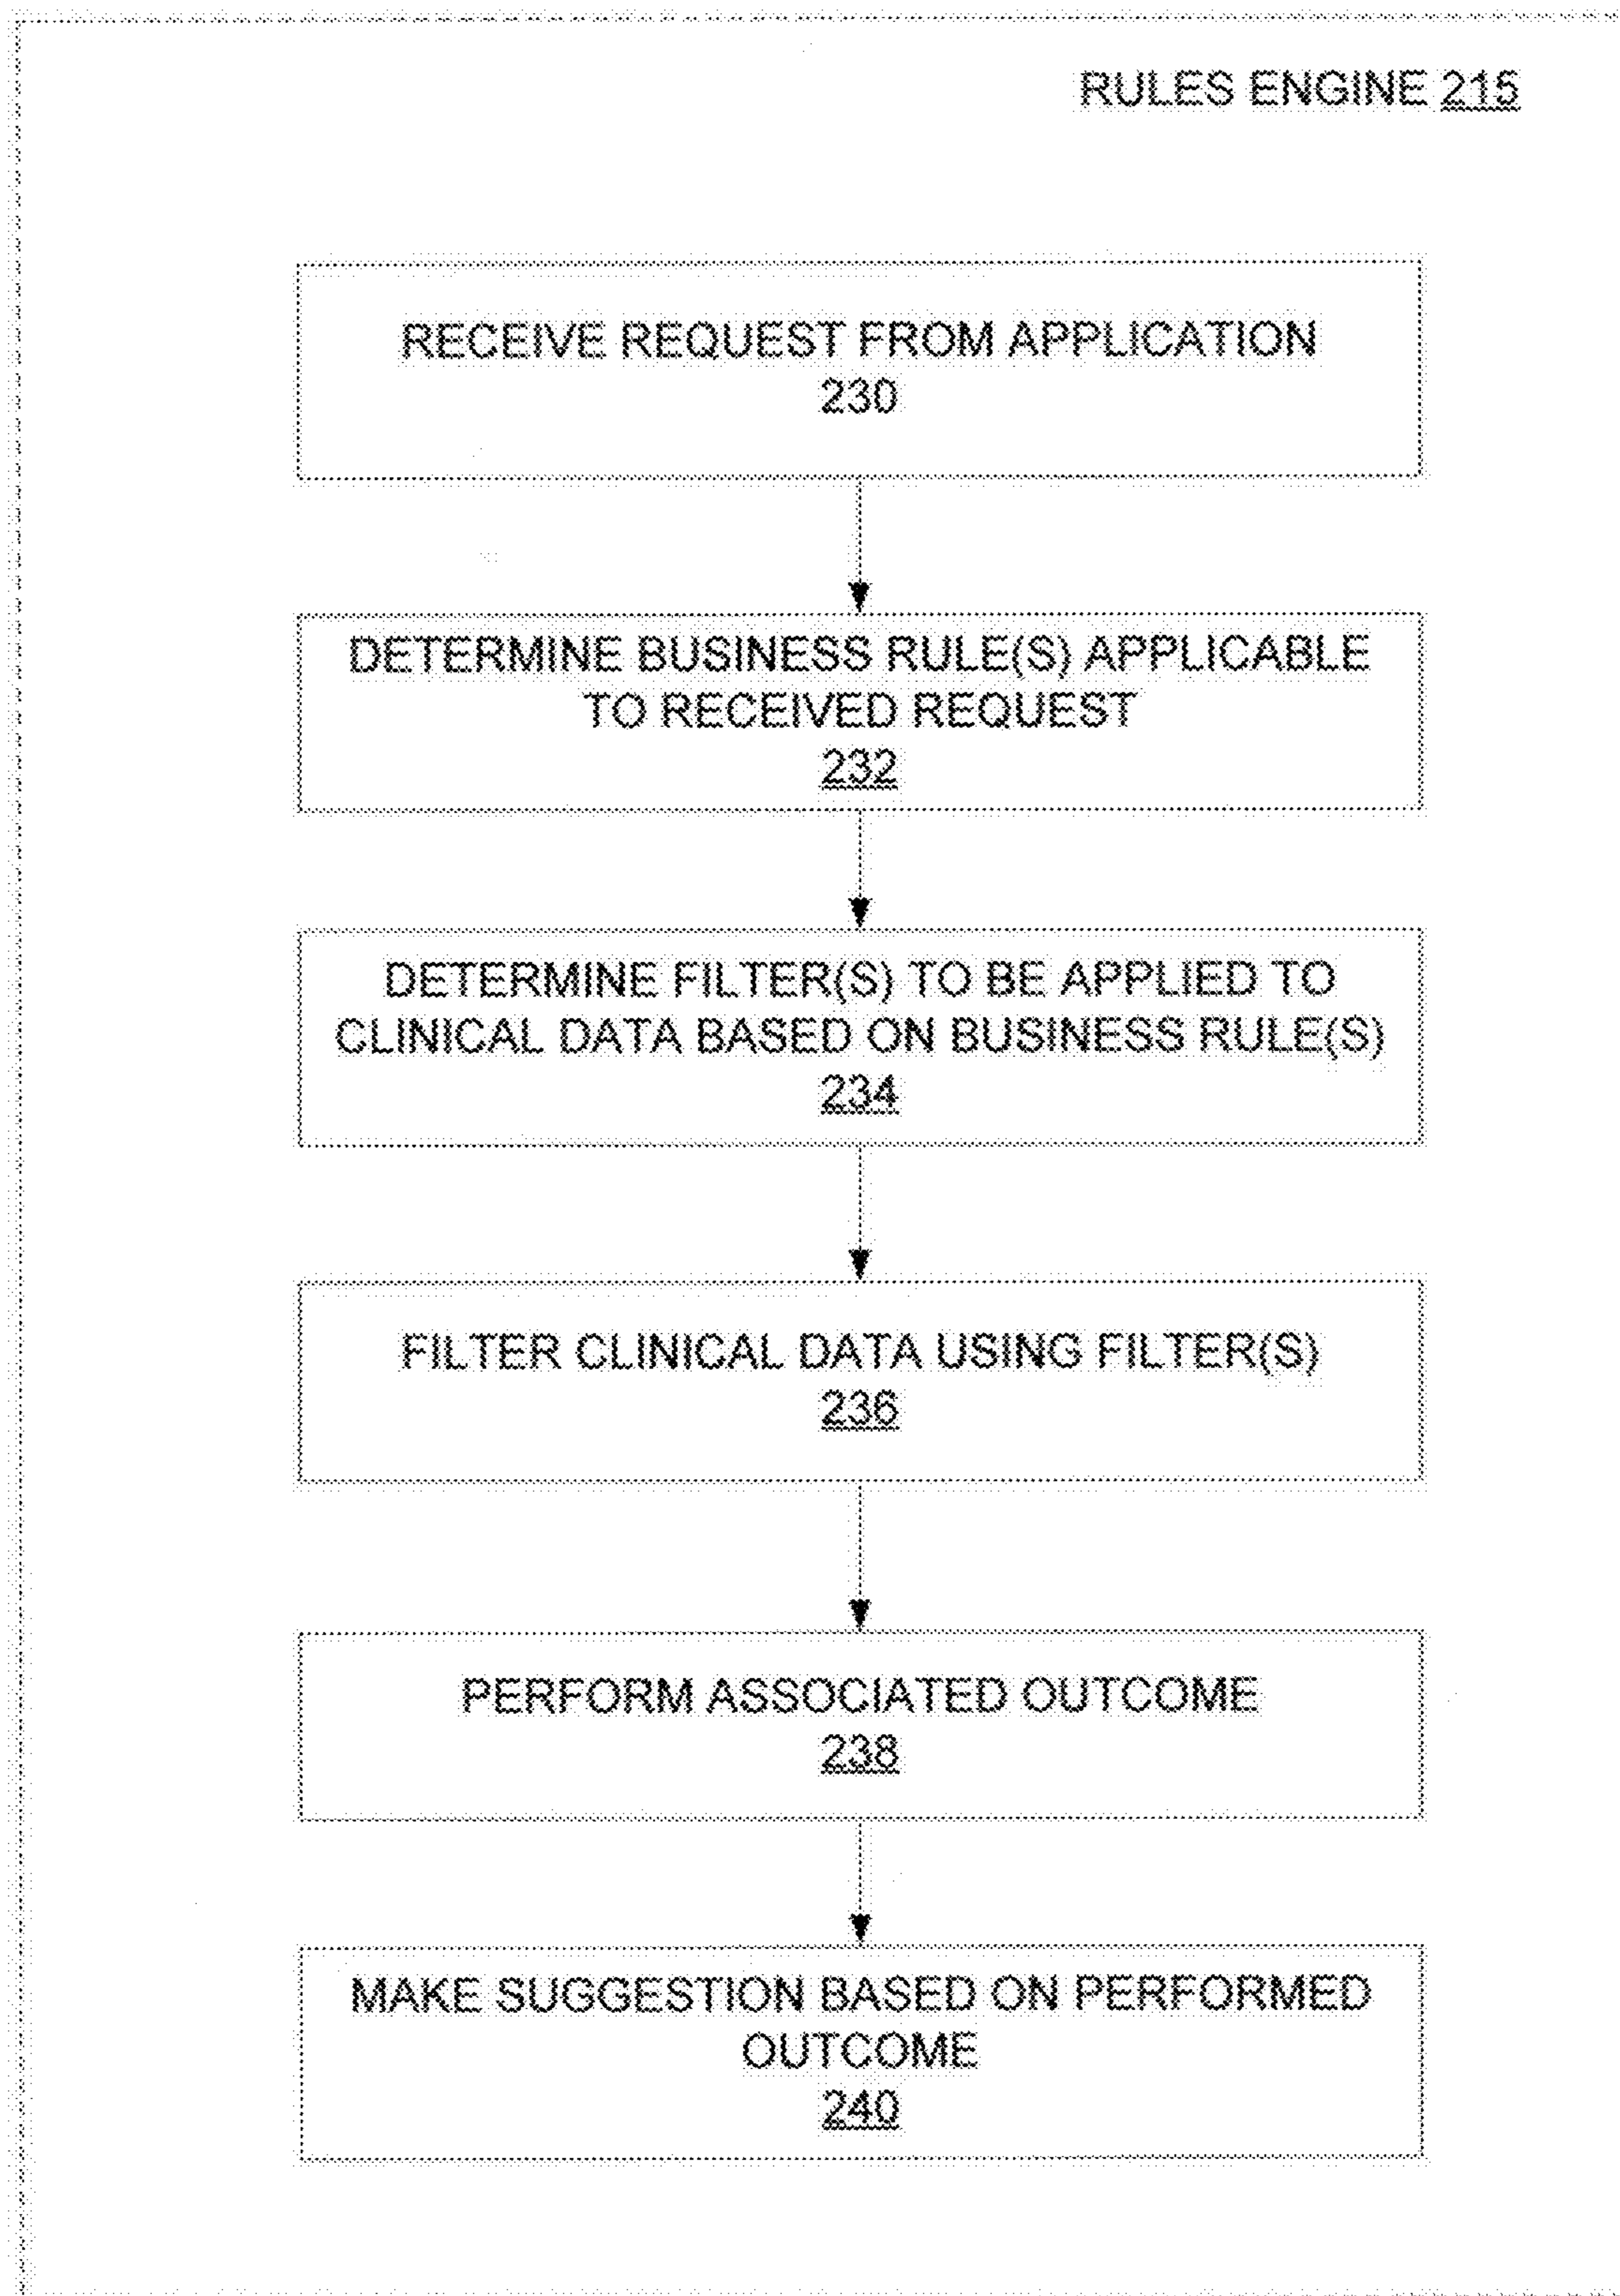 RULES ENGINE 215
RECEIVE REQUEST FROM APPLICATION
230
DETERMINE BUSINESS RULE(S) APPLICABLE
TO RECEIVED REQUEST
232
DETERMINE FILTER(S) TO BE APPLIED TO
CLINICAL DATA BASED ON BUSINESS RULE(S)
234
FILTER CLINICAL DATA USING FILTER(S)
236
PERFORM ASSOCIATED OUTCOME
238
MAKE SUGGESTION BASED ON PERFORMED
OUTCOME
240